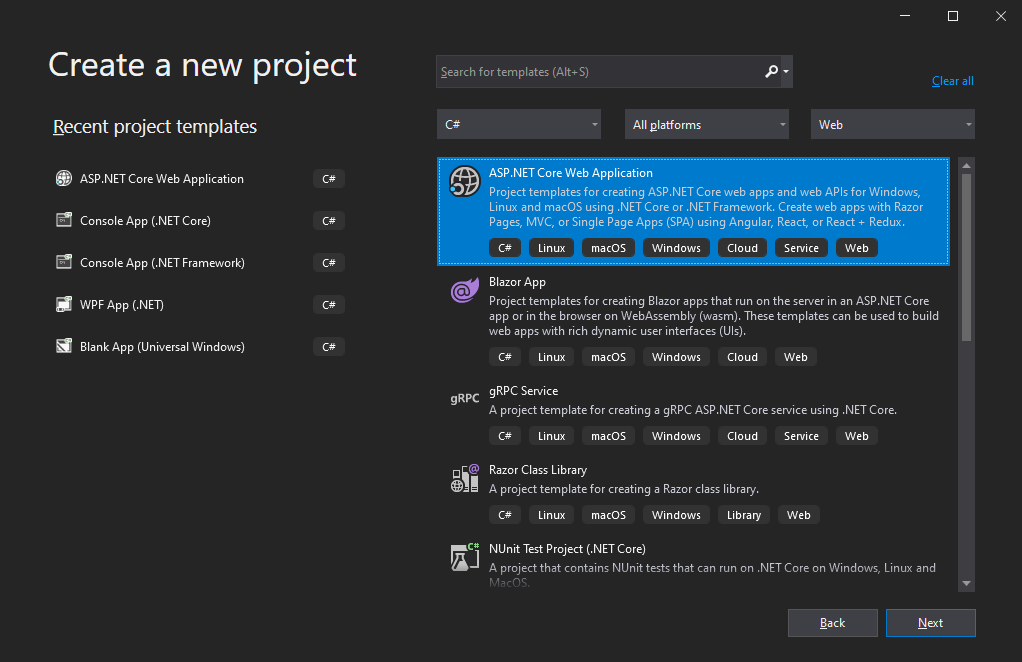 Create a new project
Search for templates (Alt+S)
Clear all
C#
All platforms
Web
Recent project templates
ASP.NET Core Web Application C#
Console App (.NET Core) C#
Console App (.NET Framework) C#
WPF App (.NET) C#
Blank App (Universal Windows) C#
ASP.NET Core Web Application
Project templates for creating ASP.NET Core web apps and web APIs for Windows,
Linux and macOS using .NET Core or .NET Framework. Create web apps with Razor
Pages, MVC, or Single Page Apps (SPA) using Angular, React, or React + Redux.
C# Linux macOS Windows Cloud Service Web
Blazor App
Project templates for creating Blazor apps that run on the server in an ASP.NET Core
app or in the browser on WebAssembly (wasm). These templates can be used to build
web apps with rich dynamic user interfaces (UIs).
C# Linux macOS Windows Cloud Web
gRPC
gRPC Service
A project template for creating a gRPC ASP.NET Core service using .NET Core.
C# Linux macOS Windows Cloud Service Web
Razor Class Library
A project template for creating a Razor class library.
C# Linux macOS Windows Library Web
C#
NUnit Test Project (.NET Core)
A project that contains NUnit tests that can run on .NET Core on Windows, Linux and
MacOS.
Back
Next